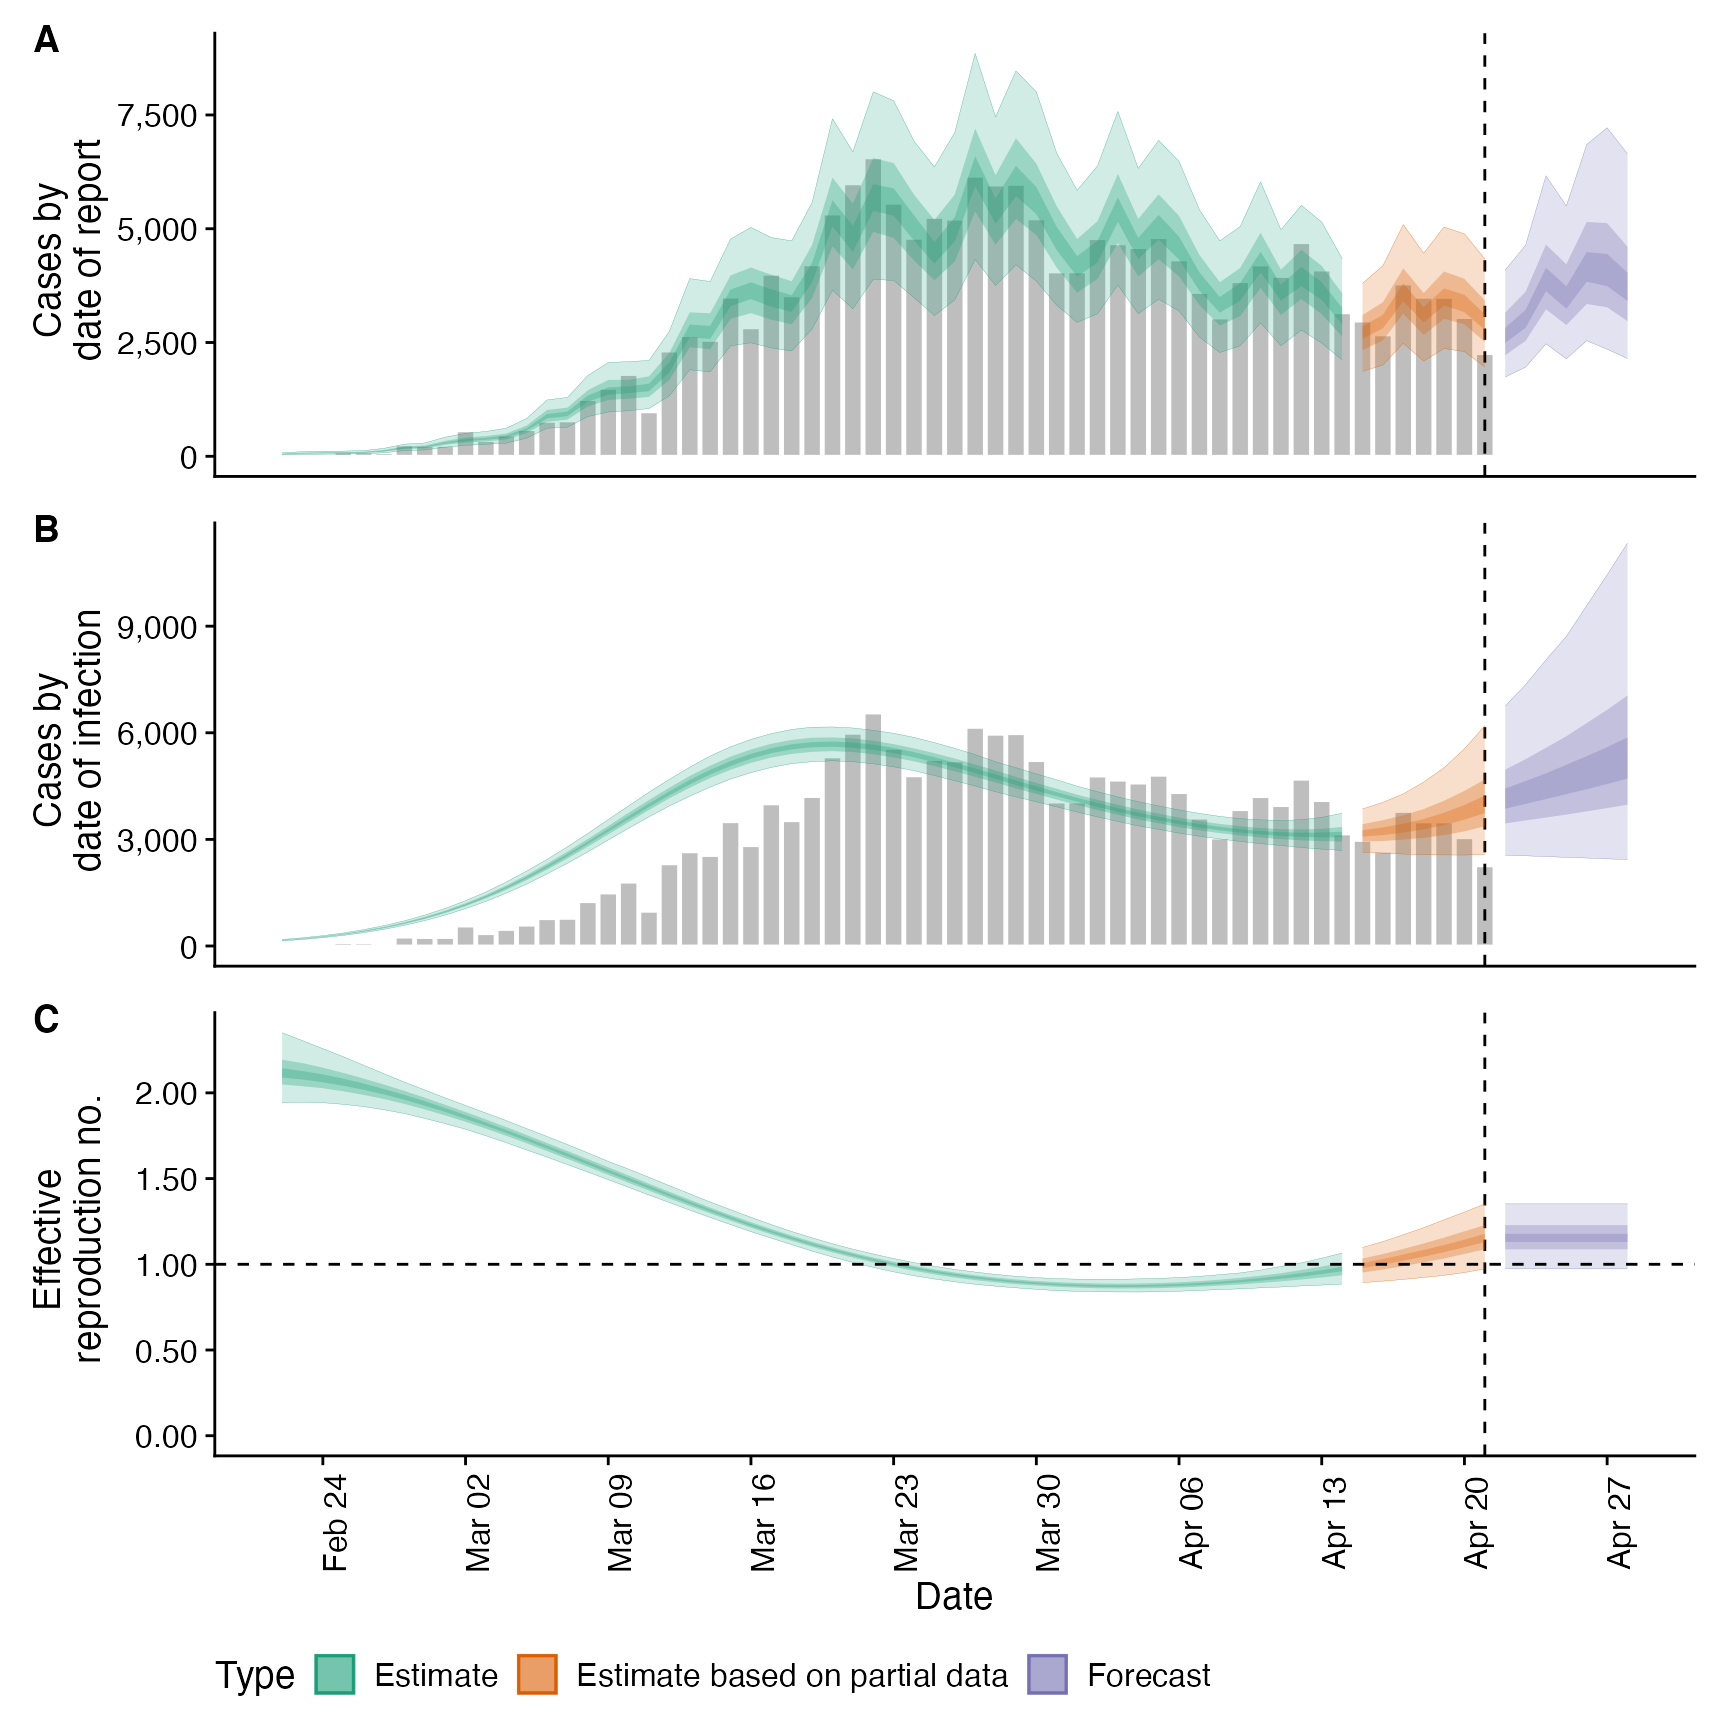 A
Cases by
date of report
7,500
5,000
2,500
0
B
Cases by
date of infection
9,000
6,000
3,000
0
C
Effective
reproduction no.
2.00
1.50
1.00
0.50
0.00
Feb 24
Mar 02
Mar 09
Mar 16
Mar 23
Mar 30
Apr 06
Apr 13
Apr 20
Apr 27
Date
Type Estimate Estimate based on partial data Forecast